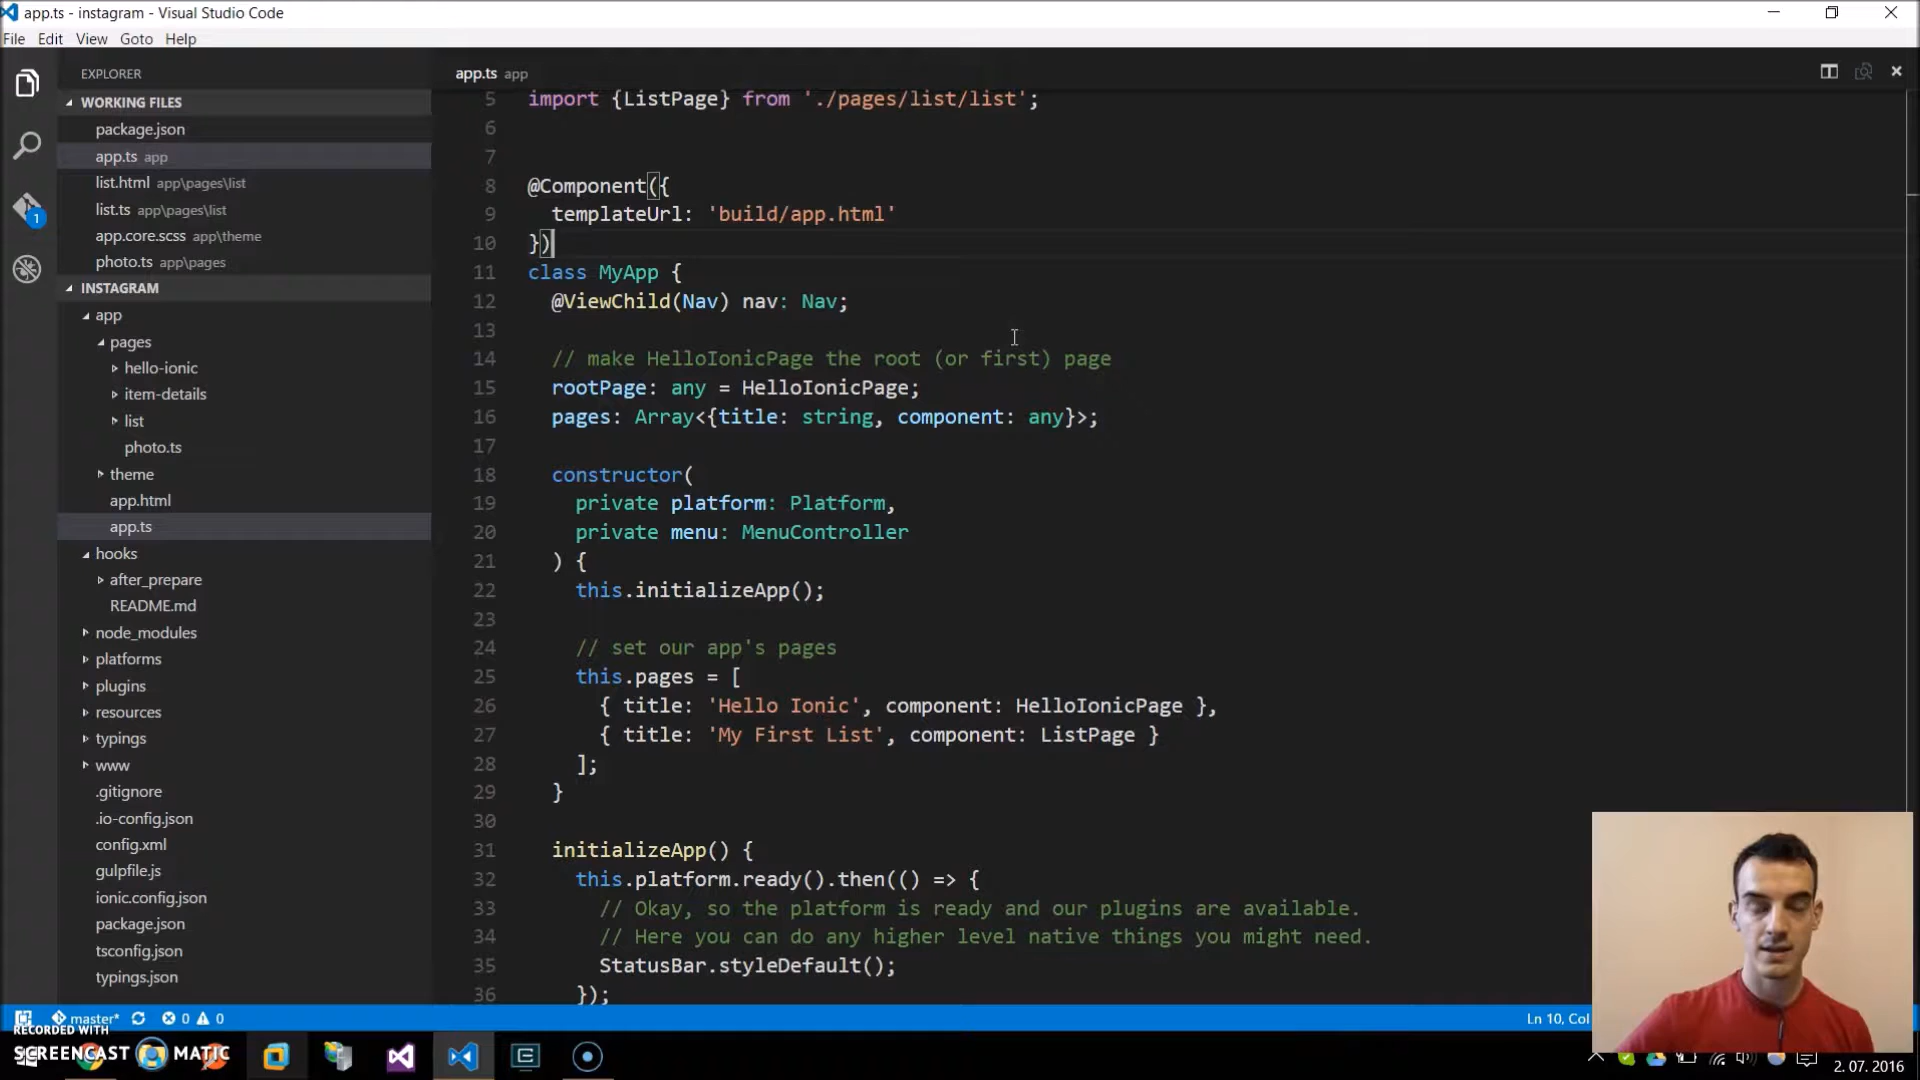 app.ts - instagram - Visual Studio Code
File Edit View Goto Help
EXPLORER
WORKING FILES
package.json
app.ts app
list.html app\pages\list
list.ts app\pages\list
app.core.scss app\theme
photo.ts app\pages
INSTAGRAM
app
pages
hello-ionic
item-details
list
photo.ts
theme
app.html
app.ts
hooks
after_prepare
README.md
node_modules
platforms
plugins
resources
typings
www
.gitignore
.io-config.json
config.xml
gulpfile.js
ionic.config.json
package.json
tsconfig.json
typings.json
1
app.ts app
5 import {ListPage} from './pages/list/list';
6
7
8 @Component({
9 templateUrl: 'build/app.html'
10 })
11 class MyApp {
12 @ViewChild(Nav) nav: Nav;
13
14 // make HelloIonicPage the root (or first) page
15 rootPage: any = HelloIonicPage;
16 pages: Array<{title: string, component: any}>;
17
18 constructor(
19 private platform: Platform,
20 private menu: MenuController
21 ) {
22 this.initializeApp();
23
24 // set our app's pages
25 this.pages = [
26 { title: 'Hello Ionic', component: HelloIonicPage },
27 { title: 'My First List', component: ListPage }
28 ];
29 }
30
31 initializeApp() {
32 this.platform.ready().then(() => {
33 // Okay, so the platform is ready and our plugins are available.
34 // Here you can do any higher level native things you might need.
35 StatusBar.styleDefault();
36 });
master* 0 0
Ln 10, Col
RECORDED WITH
SCREENCAST MATIC
2. 07. 2016